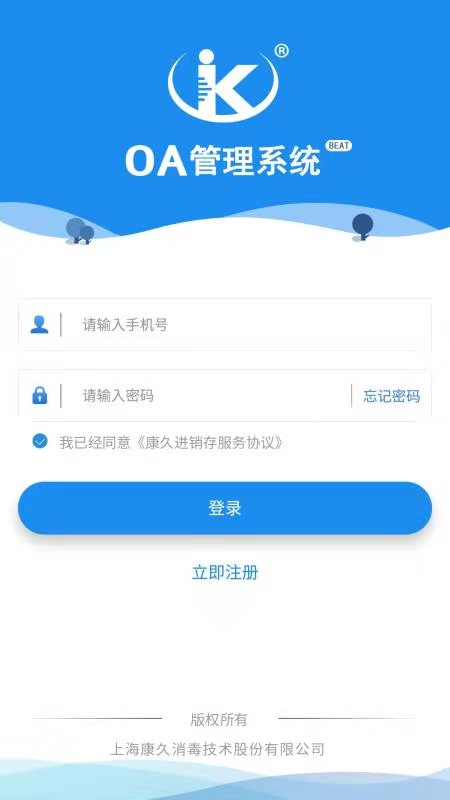 K®
OA管理系统 BEAT
请输入手机号
请输入密码 忘记密码
我已经同意《康久进销存服务协议》
登录
立即注册
版权所有
上海康久消毒技术股份有限公司